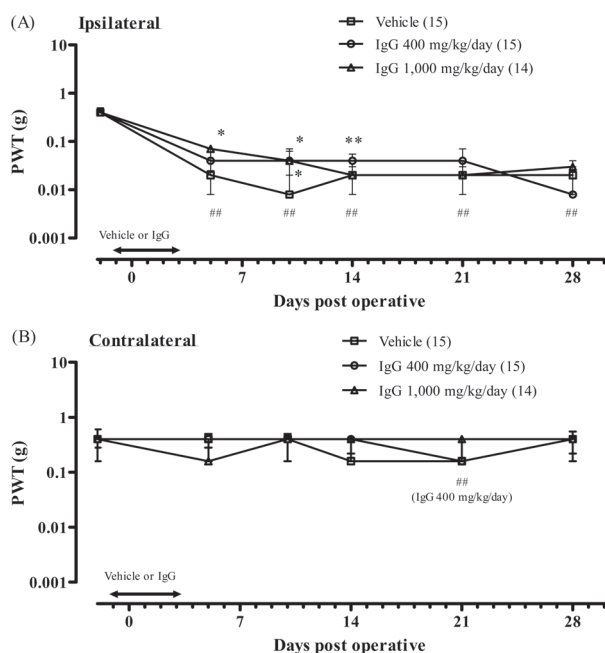 (A) Ipsilateral
Vehicle (15)
IgG 400 mg/kg/day (15)
IgG 1,000 mg/kg/day (14)
10
1
0.1
0.01
0.001
PWT (g)
* * **
*
## ## ## ## ##
Vehicle or IgG
0 7 14 21 28
Days post operative
(B) Contralateral
Vehicle (15)
IgG 400 mg/kg/day (15)
IgG 1,000 mg/kg/day (14)
10
1
0.1
0.01
0.001
PWT (g)
##
(IgG 400 mg/kg/day)
Vehicle or IgG
0 7 14 21 28
Days post operative